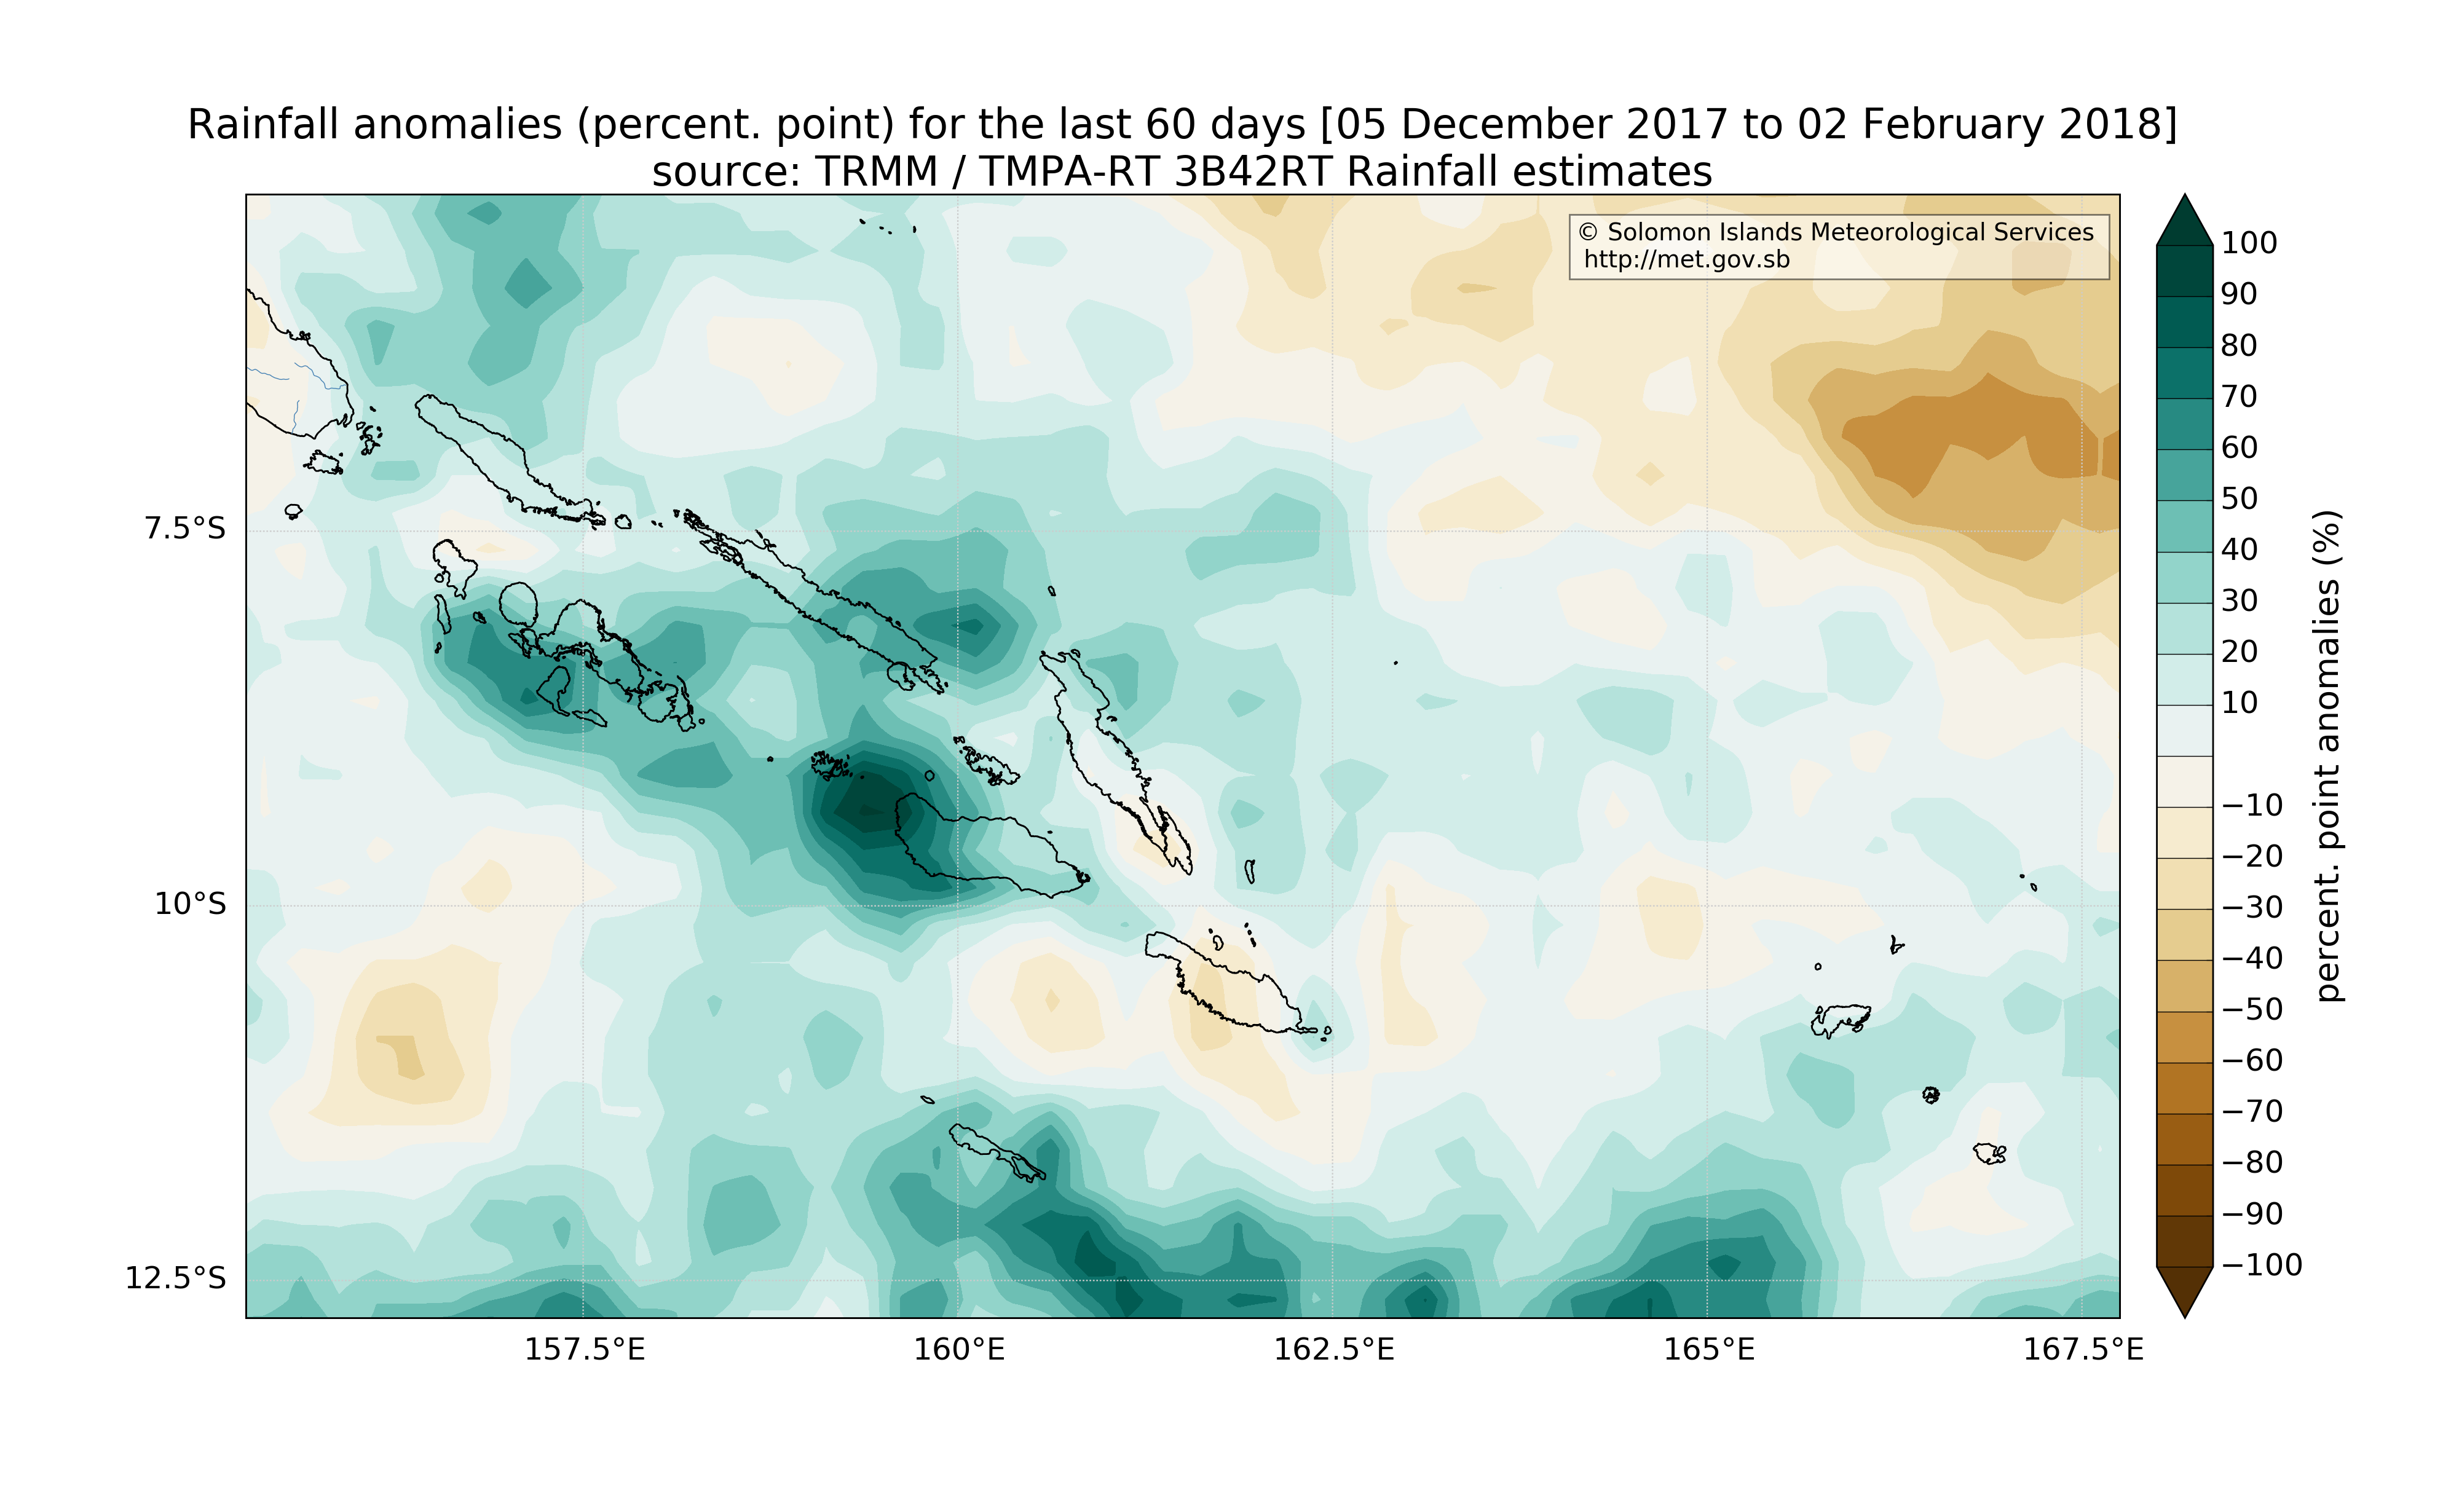 Rainfall anomalies (percent. point) for the last 60 days [05 December 2017 to 02 February 2018]
source: TRMM / TMPA-RT 3B42RT Rainfall estimates
© Solomon Islands Meteorological Services
http://met.gov.sb
7.5°S
10°S
12.5°S
157.5°E
160°E
162.5°E
165°E
167.5°E
100
90
80
70
60
50
40
30
20
10
−10
−20
−30
−40
−50
−60
−70
−80
−90
−100
percent. point anomalies (%)